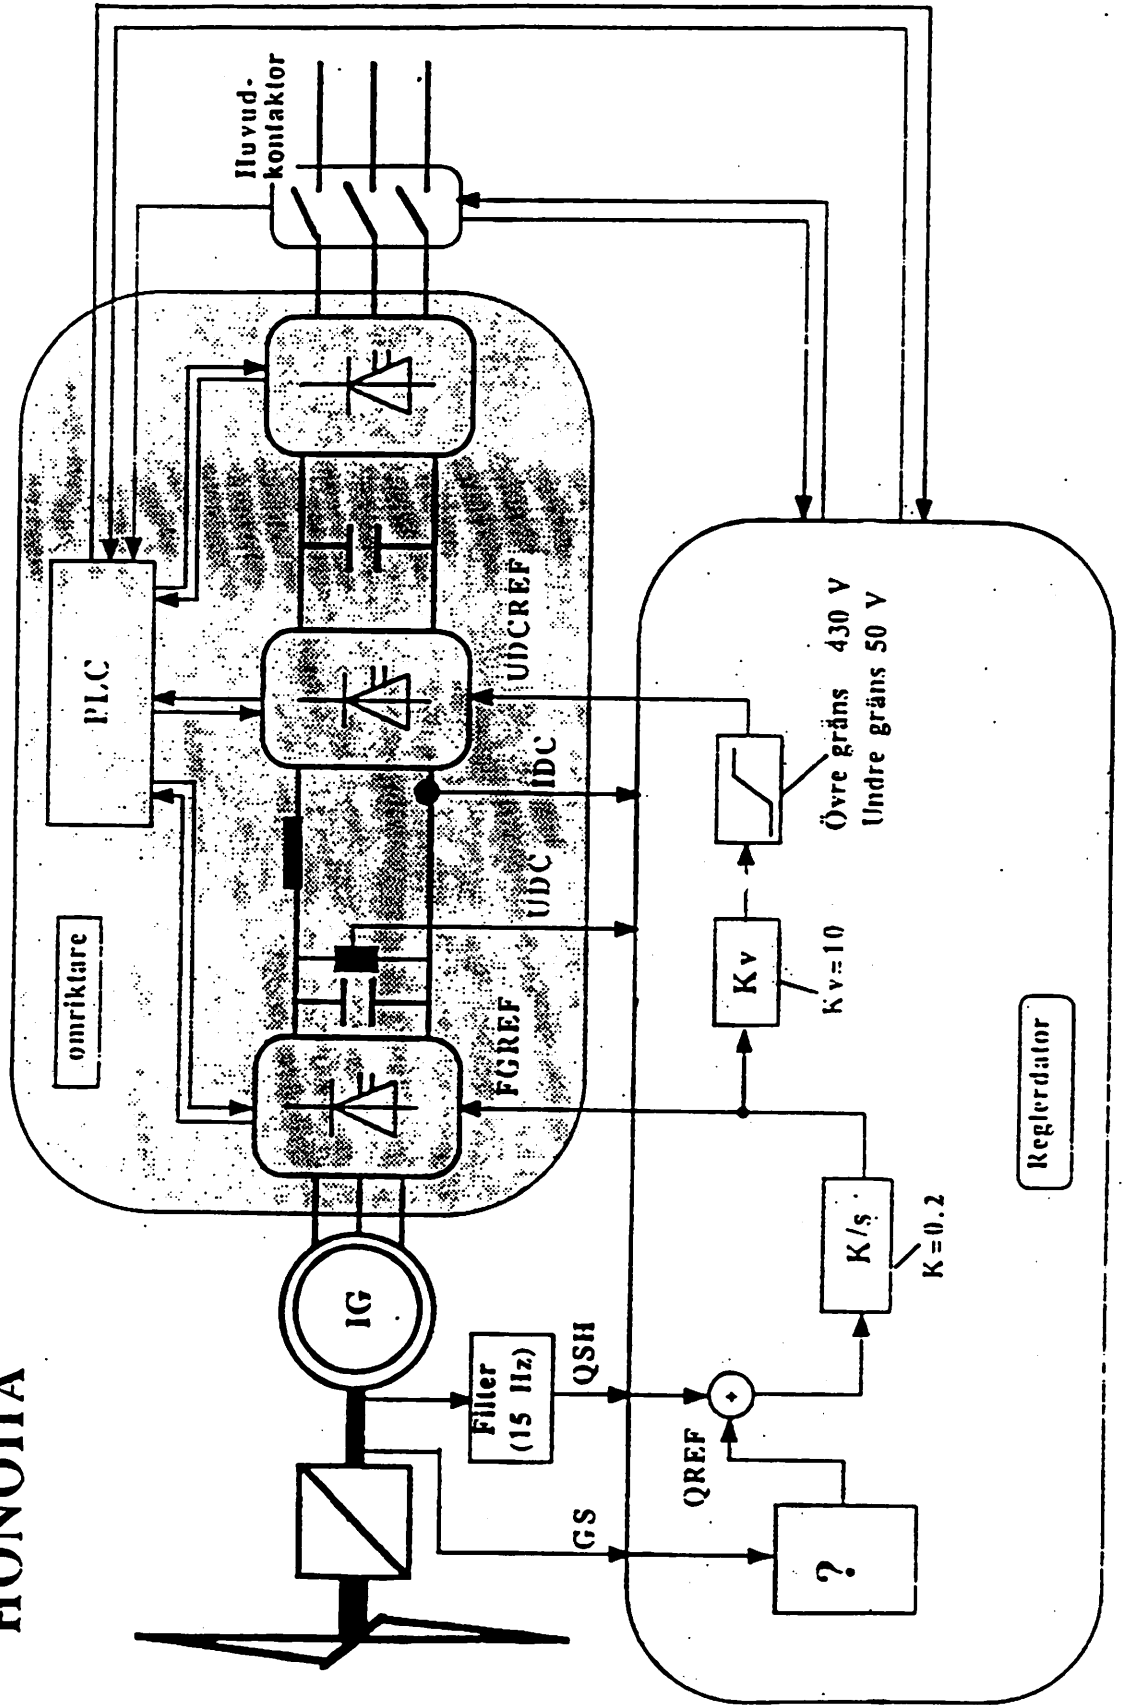 Huvud-
kontaktor
PLC
omriktare
UDCREF
IDC
UDC
FGREF
IG
Filter
(15 Hz)
QSH
GS
QREF
+
?
K/s
K=0.2
Kv
Kv=10
Övre gräns 430 V
Undre gräns 50 V
Reglerdator